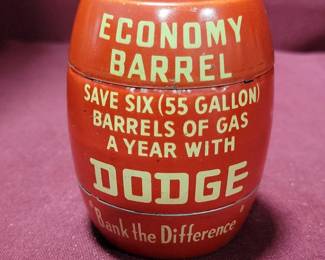 ECONOMY
BARREL
SAVE SIX (55 GALLON)
BARRELS OF GAS
A YEAR WITH
DODGE
"Bank the Difference"